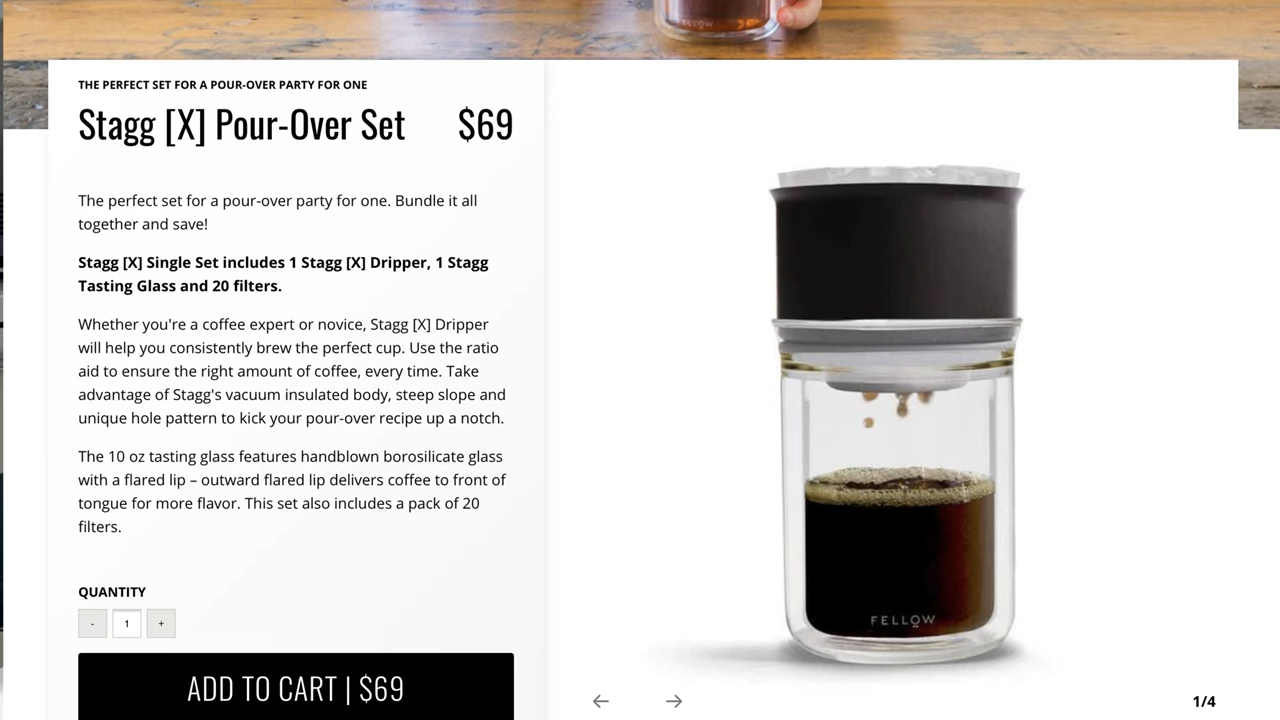 FELLOW
THE PERFECT SET FOR A POUR-OVER PARTY FOR ONE
Stagg [X] Pour-Over Set $69
The perfect set for a pour-over party for one. Bundle it all
together and save!
Stagg [X] Single Set includes 1 Stagg [X] Dripper, 1 Stagg
Tasting Glass and 20 filters.
Whether you're a coffee expert or novice, Stagg [X] Dripper
will help you consistently brew the perfect cup. Use the ratio
aid to ensure the right amount of coffee, every time. Take
advantage of Stagg's vacuum insulated body, steep slope and
unique hole pattern to kick your pour-over recipe up a notch.
The 10 oz tasting glass features handblown borosilicate glass
with a flared lip – outward flared lip delivers coffee to front of
tongue for more flavor. This set also includes a pack of 20
filters.
QUANTITY
- 1 +
ADD TO CART | $69
FELLOW
1/4